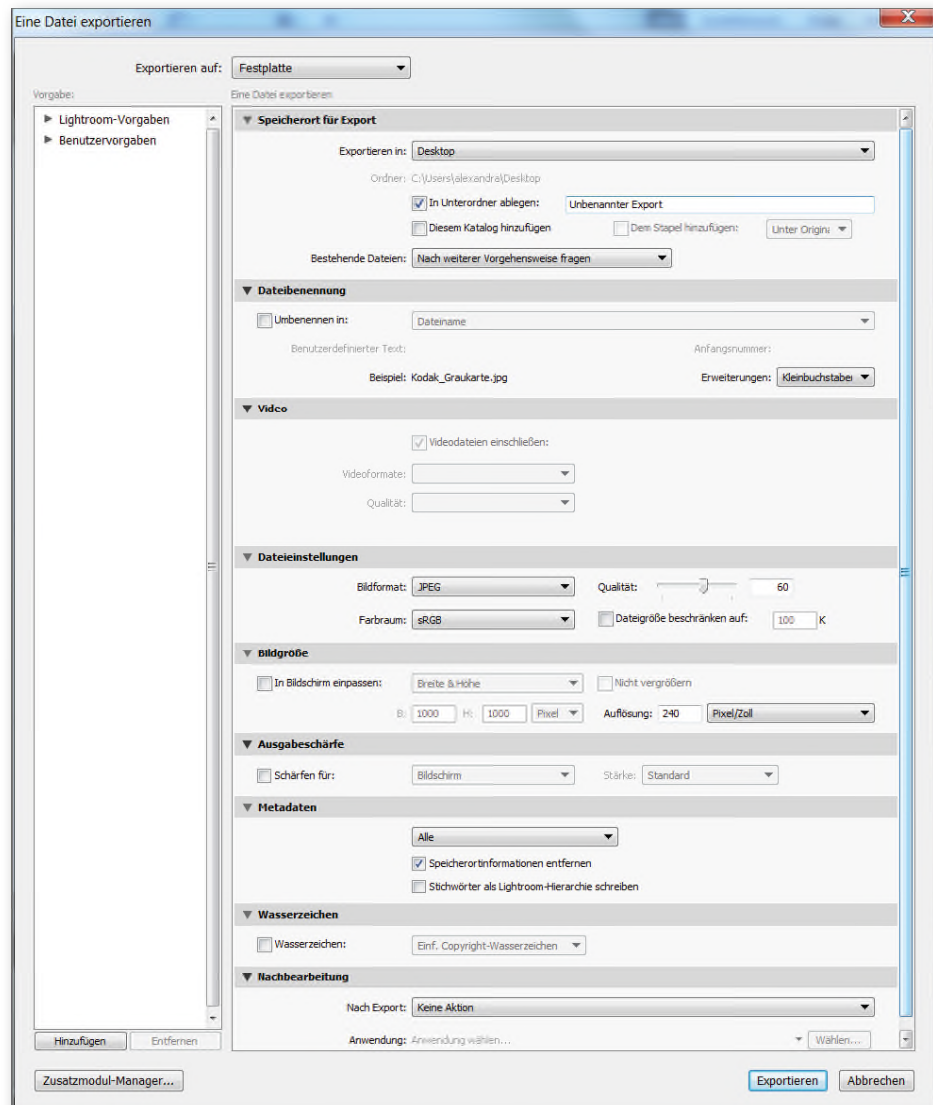 Eine Datei exportieren
Exportieren auf: Festplatte
Vorgabe:
Eine Datei exportieren
Lightroom-Vorgaben
Benutzervorgaben
Speicherort für Export
Exportieren in: Desktop
Ordner: C:\Users\alexandra\Desktop
In Unterordner ablegen: Unbenannter Export
Diesem Katalog hinzufügen Dem Stapel hinzufügen: Unter Origina
Bestehende Dateien: Nach weiterer Vorgehensweise fragen
Dateibenennung
Umbenennen in: Dateiname
Benutzerdefinierter Text: Anfangsnummer:
Beispiel: Kodak_Graukarte.jpg Erweiterungen: Kleinbuchstaben
Video
Videodateien einschließen:
Videoformate:
Qualität:
Dateieinstellungen
Bildformat: JPEG Qualität: 60
Farbraum: sRGB Dateigröße beschränken auf: 100 K
Bildgröße
In Bildschirm einpassen: Breite & Höhe Nicht vergrößern
B: 1000 H: 1000 Pixel Auflösung: 240 Pixel/Zoll
Ausgabeschärfe
Schärfen für: Bildschirm Stärke: Standard
Metadaten
Alle
Speicherortinformationen entfernen
Stichwörter als Lightroom-Hierarchie schreiben
Wasserzeichen
Wasserzeichen: Einf. Copyright-Wasserzeichen
Nachbearbeitung
Nach Export: Keine Aktion
Anwendung: Anwendung wählen... Wählen...
Hinzufügen Entfernen
Zusatzmodul-Manager... Exportieren Abbrechen